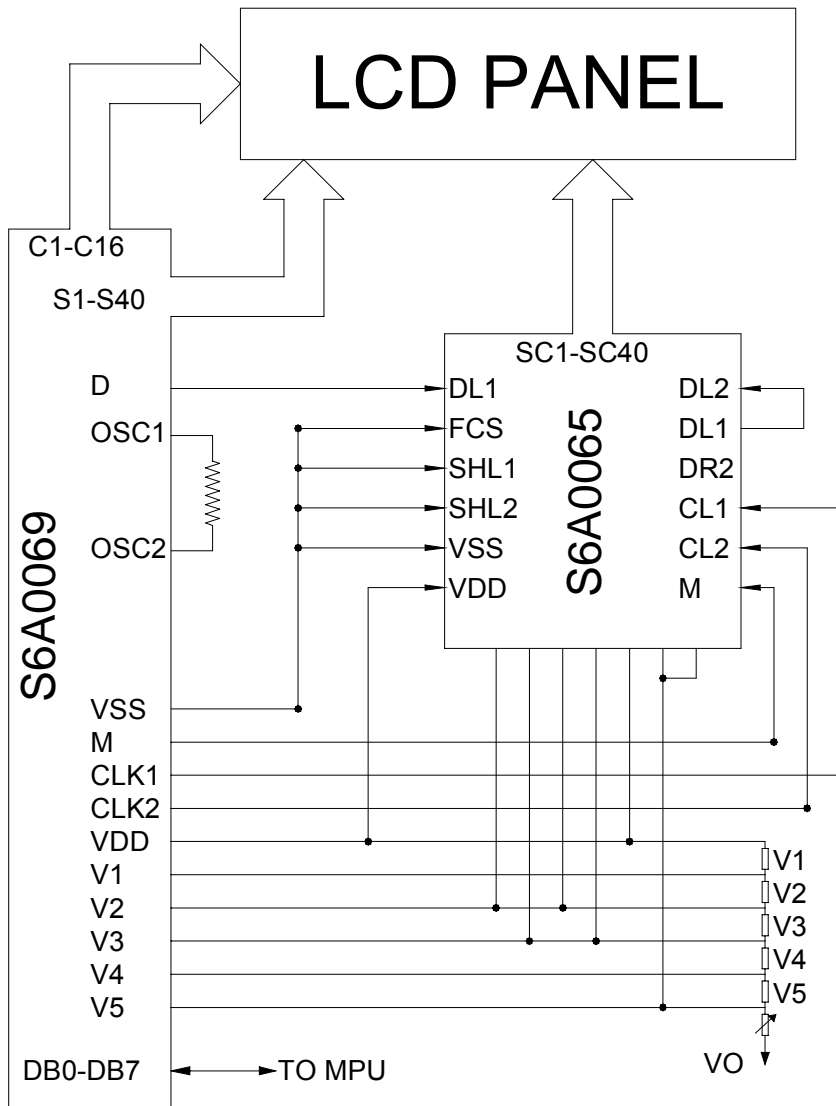 LCD PANEL
C1-C16
S1-S40
D
OSC1
OSC2
S6A0069
VSS
M
CLK1
CLK2
VDD
V1
V2
V3
V4
V5
DB0-DB7
TO MPU
SC1-SC40
S6A0065
DL1
FCS
SHL1
SHL2
VSS
VDD
DL2
DL1
DR2
CL1
CL2
M
V1
V2
V3
V4
V5
VO